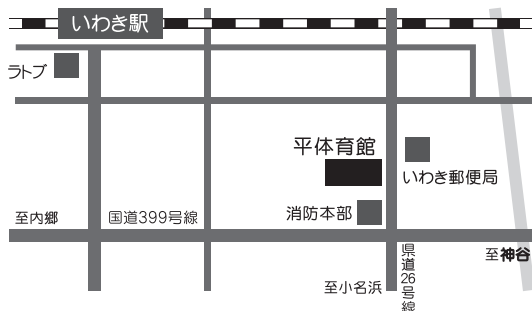 いわき駅
ラトブ
平体育館
いわき郵便局
消防本部
至内郷
国道399号線
至神谷
至小名浜
県道26号線